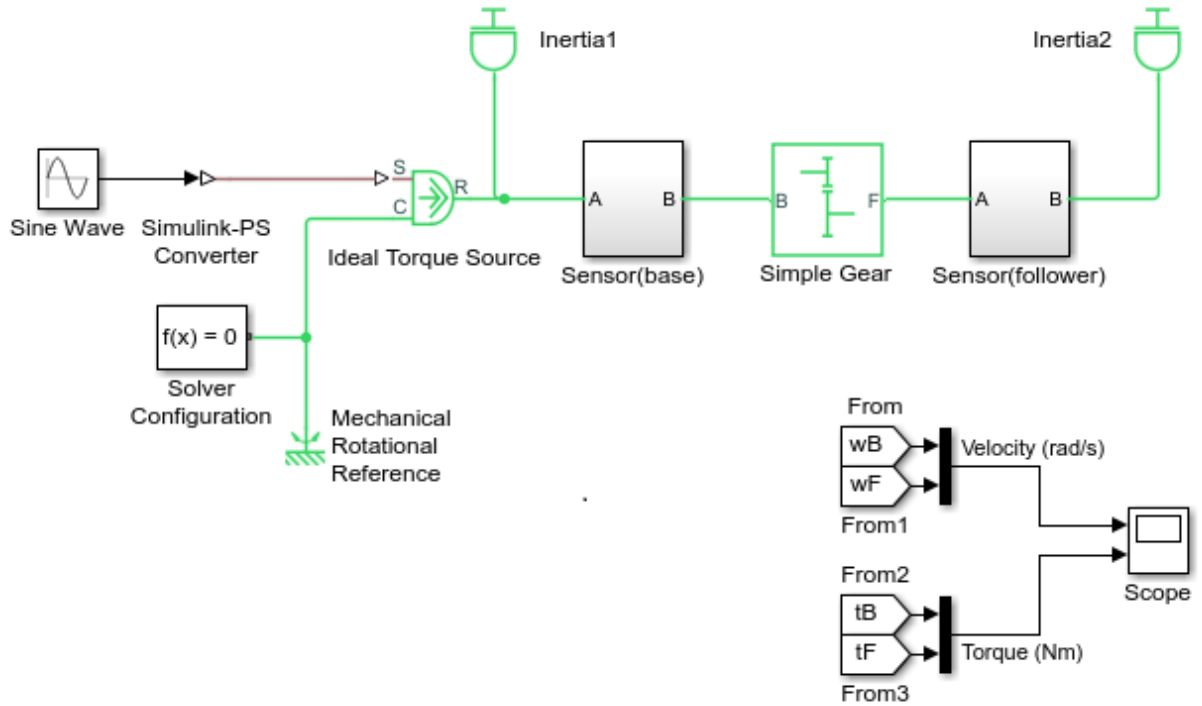 Inertia1
Inertia2
S
C
R
A
B
B
F
A
B
Sine Wave
Simulink-PS
Converter
Ideal Torque Source
Sensor(base)
Simple Gear
Sensor(follower)
f(x) = 0
Solver
Configuration
Mechanical
Rotational
Reference
From
wB
wF
From1
Velocity (rad/s)
From2
tB
tF
From3
Torque (Nm)
Scope